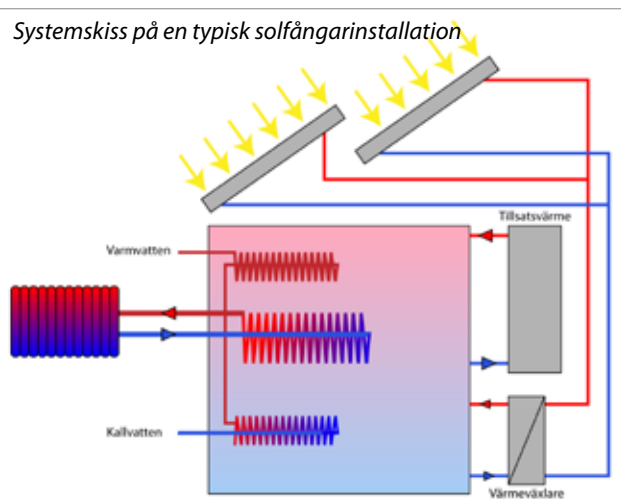 Systemskiss på en typisk solfångarinstallation
Tillsatsvärme
Varmvatten
Kallvatten
Värmeväxlare